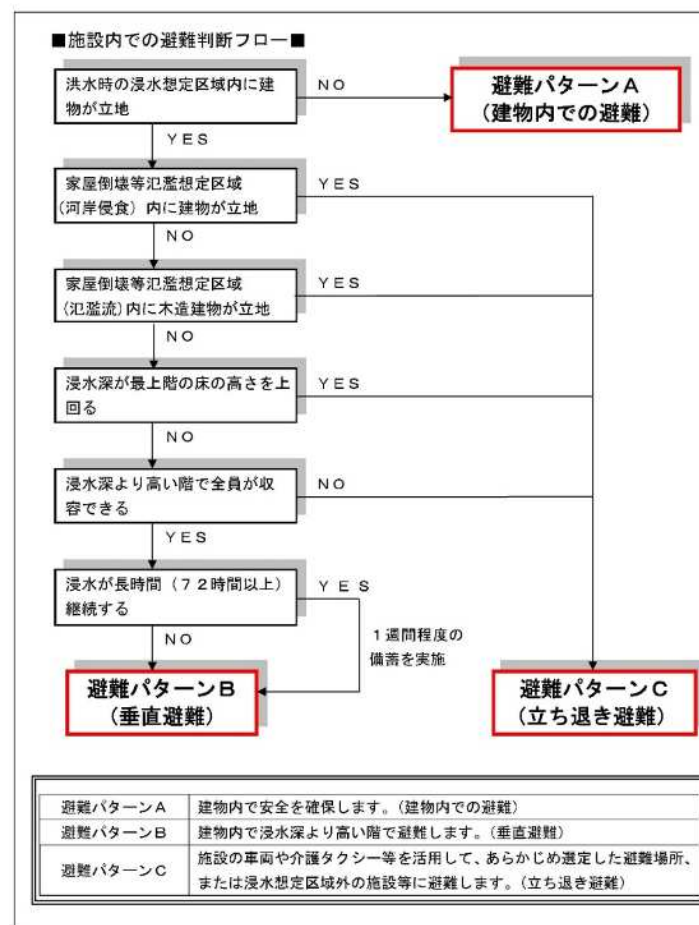 ■施設内での避難判断フロー■
洪水時の浸水想定区域内に建
物が立地
NO
避難パターンA
(建物内での避難)
YES
家屋倒壊等氾濫想定区域
(河岸侵食)内に建物が立地
YES
NO
家屋倒壊等氾濫想定区域
(氾濫流)内に木造建物が立地
YES
NO
浸水深が最上階の床の高さを上
回る
YES
NO
浸水深より高い階で全員が収
容できる
NO
YES
浸水が長時間(72時間以上)
継続する
YES
1週間程度の
備蓄を実施
NO
避難パターンB
(垂直避難)
避難パターンC
(立ち退き避難)
避難パターンA 建物内で安全を確保します。(建物内での避難)
避難パターンB 建物内で浸水深より高い階で避難します。(垂直避難)
避難パターンC 施設の車両や介護タクシー等を活用して、あらかじめ選定した避難場所、
または浸水想定区域外の施設等に避難します。(立ち退き避難)